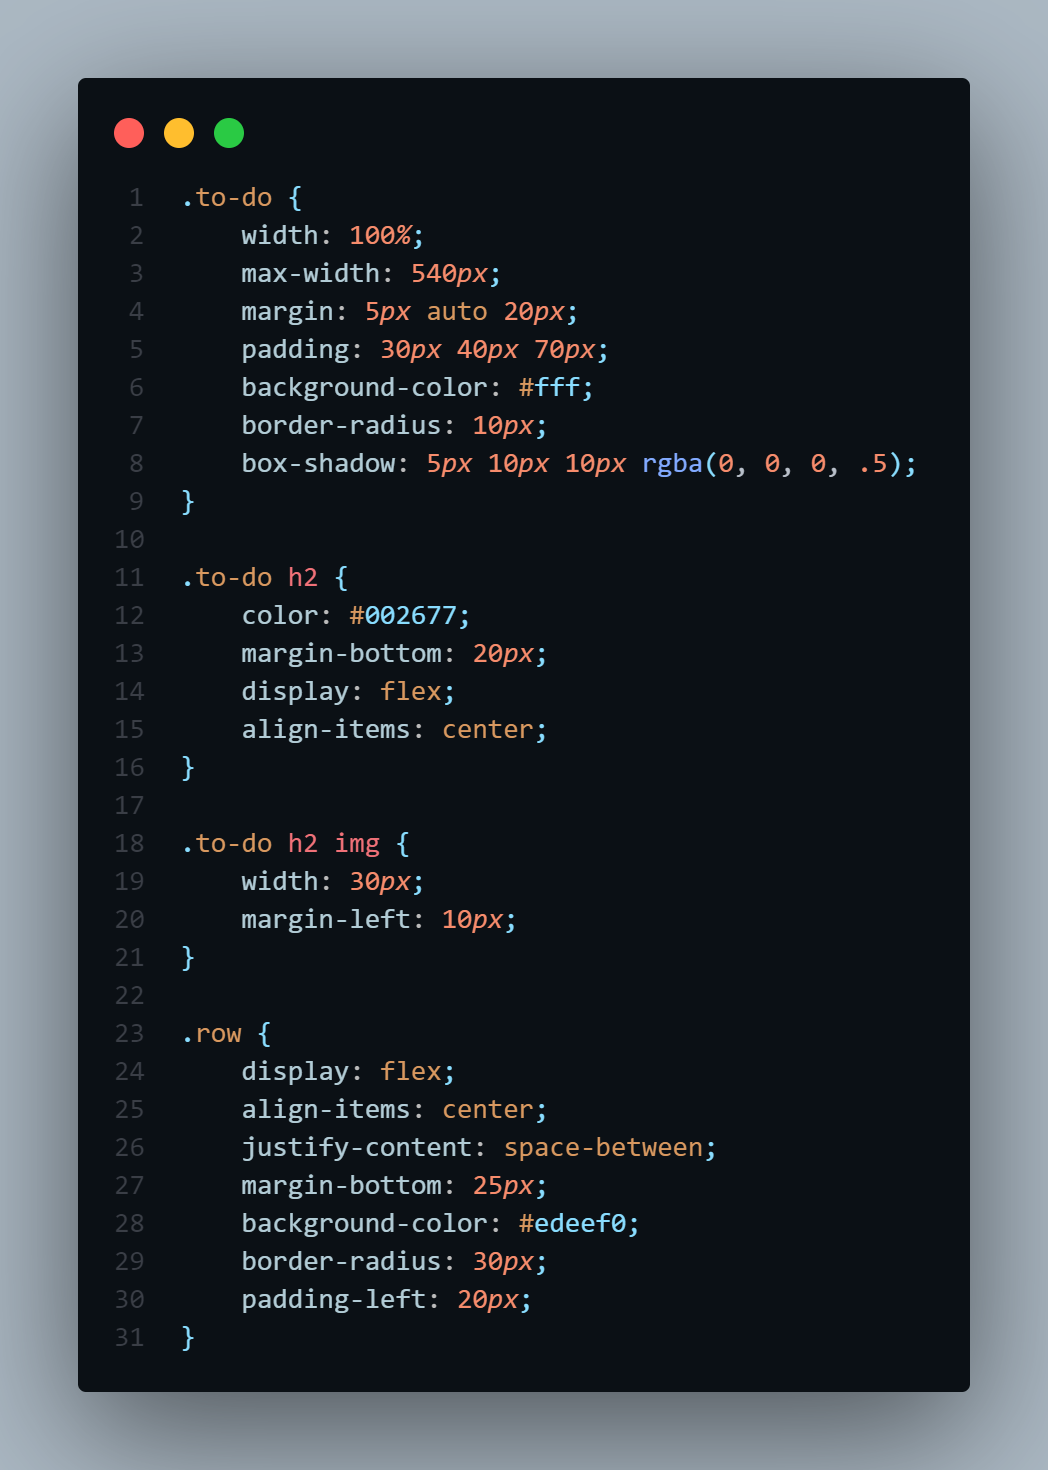 1 .to-do {
2     width: 100%;
3     max-width: 540px;
4     margin: 5px auto 20px;
5     padding: 30px 40px 70px;
6     background-color: #fff;
7     border-radius: 10px;
8     box-shadow: 5px 10px 10px rgba(0, 0, 0, .5);
9 }
10
11 .to-do h2 {
12     color: #002677;
13     margin-bottom: 20px;
14     display: flex;
15     align-items: center;
16 }
17
18 .to-do h2 img {
19     width: 30px;
20     margin-left: 10px;
21 }
22
23 .row {
24     display: flex;
25     align-items: center;
26     justify-content: space-between;
27     margin-bottom: 25px;
28     background-color: #edeef0;
29     border-radius: 30px;
30     padding-left: 20px;
31 }